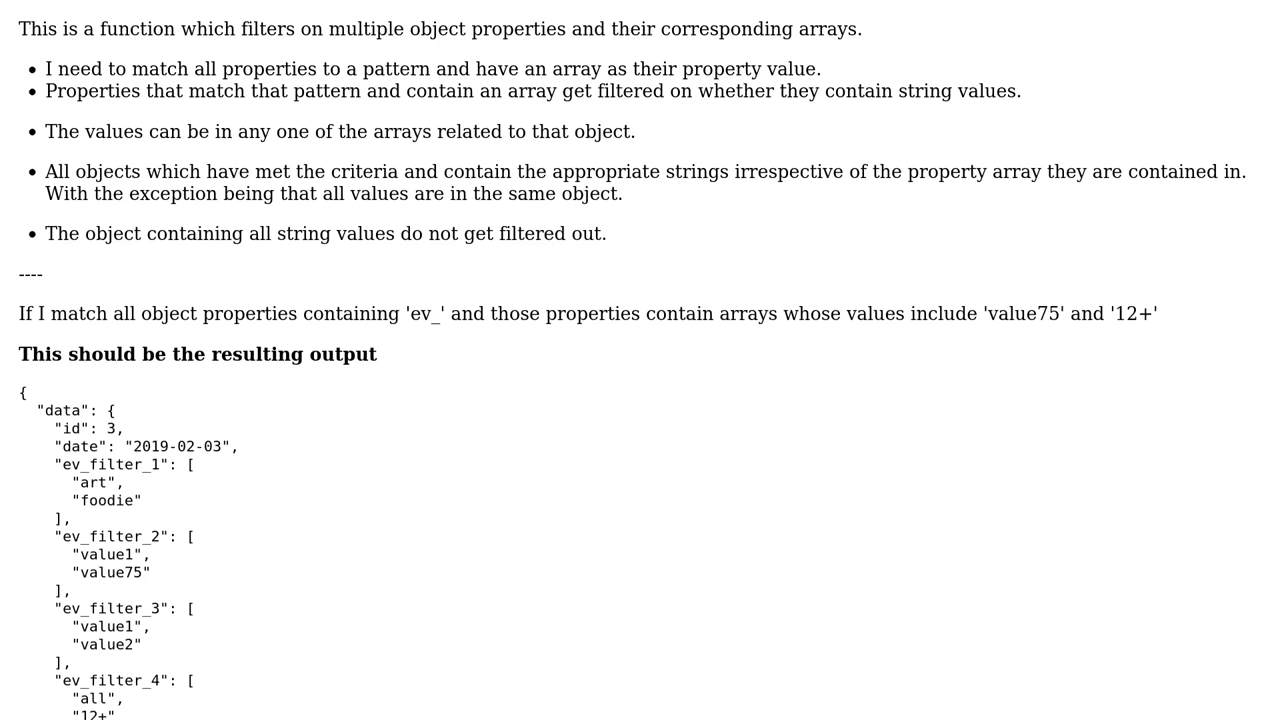 This is a function which filters on multiple object properties and their corresponding arrays.
• I need to match all properties to a pattern and have an array as their property value.
• Properties that match that pattern and contain an array get filtered on whether they contain string values.
• The values can be in any one of the arrays related to that object.
• All objects which have met the criteria and contain the appropriate strings irrespective of the property array they are contained in.
With the exception being that all values are in the same object.
• The object containing all string values do not get filtered out.
----
If I match all object properties containing 'ev_' and those properties contain arrays whose values include 'value75' and '12+'
This should be the resulting output
{
  "data": {
    "id": 3,
    "date": "2019-02-03",
    "ev_filter_1": [
      "art",
      "foodie"
    ],
    "ev_filter_2": [
      "value1",
      "value75"
    ],
    "ev_filter_3": [
      "value1",
      "value2"
    ],
    "ev_filter_4": [
      "all",
      "12+"